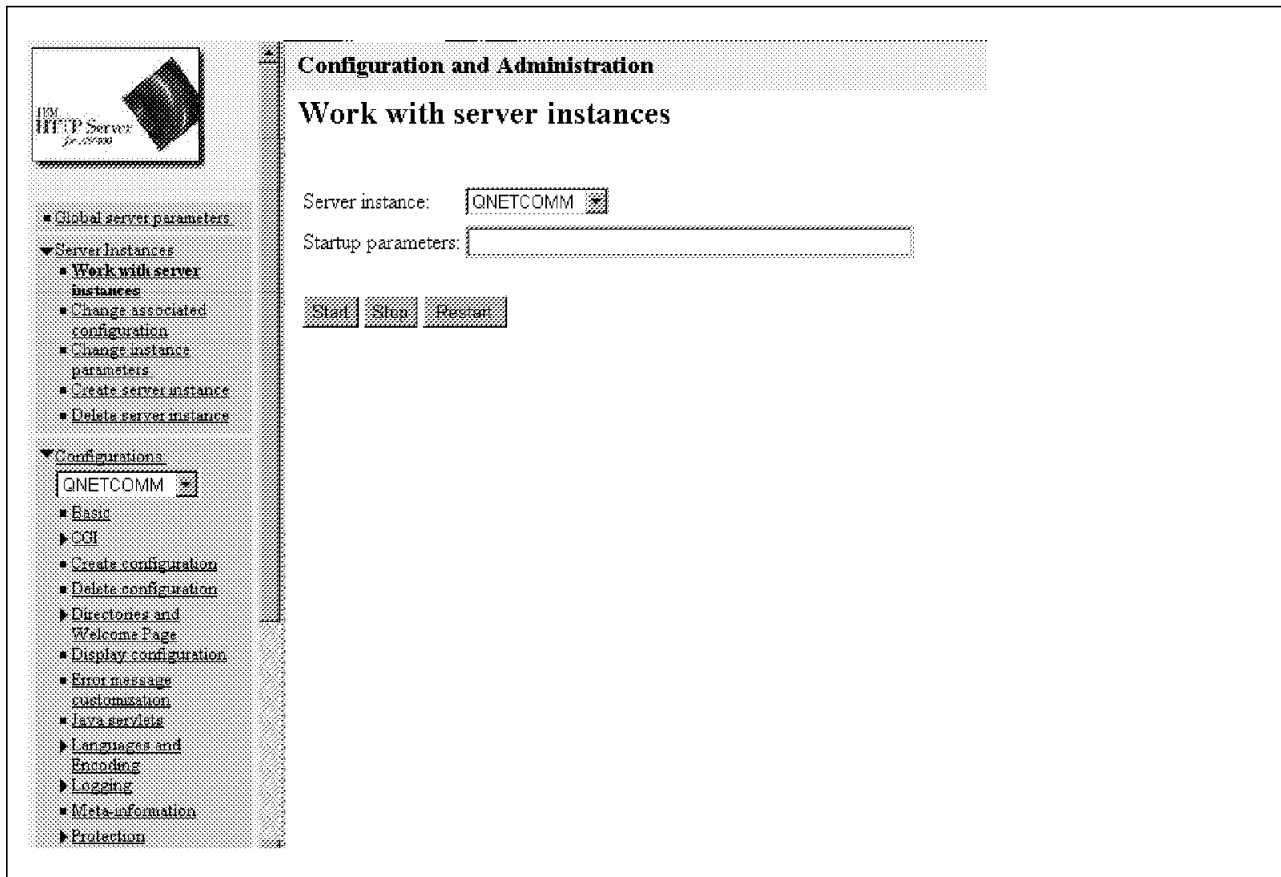 IBM
HTTP Server
for AS/400
Global server parameters
Server Instances
Work with server
instances
Change associated
configuration
Change instance
parameters
Create server instance
Delete server instance
Configurations
QNETCOMM
Basic
CGI
Create configuration
Delete configuration
Directories and
Welcome Page
Display configuration
Error message
customization
Java servlets
Languages and
Encoding
Logging
Meta-information
Protection
Configuration and Administration
Work with server instances
Server instance: QNETCOMM
Startup parameters:
Start Stop Restart